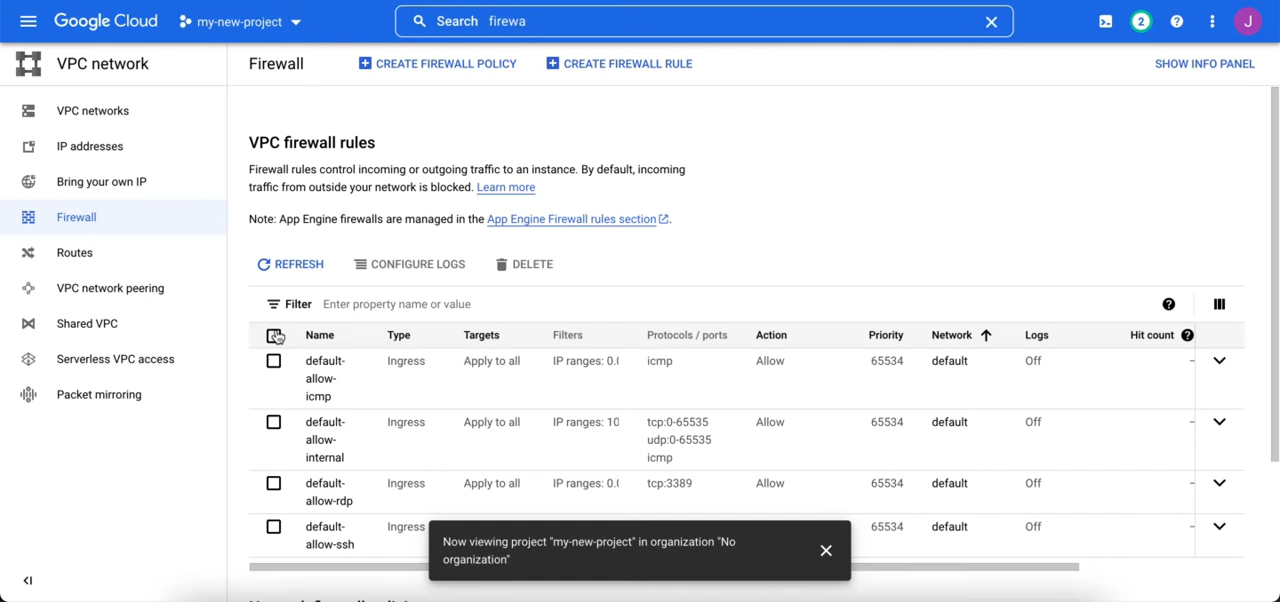 Google Cloud
my-new-project
Search firewa
2
J
VPC network
Firewall
CREATE FIREWALL POLICY
CREATE FIREWALL RULE
SHOW INFO PANEL
VPC networks
IP addresses
Bring your own IP
Firewall
Routes
VPC network peering
Shared VPC
Serverless VPC access
Packet mirroring
VPC firewall rules
Firewall rules control incoming or outgoing traffic to an instance. By default, incoming
traffic from outside your network is blocked. Learn more
Note: App Engine firewalls are managed in the App Engine Firewall rules section.
REFRESH CONFIGURE LOGS DELETE
Filter Enter property name or value
Name Type Targets Filters Protocols / ports Action Priority Network Logs Hit count
default- Ingress Apply to all IP ranges: 0.( icmp Allow 65534 default Off –
allow-
icmp
default- Ingress Apply to all IP ranges: 10 tcp:0-65535 Allow 65534 default Off –
allow- udp:0-65535
internal icmp
default- Ingress Apply to all IP ranges: 0.( tcp:3389 Allow 65534 default Off –
allow-rdp
default- Ingress 65534 default Off –
allow-ssh
Now viewing project "my-new-project" in organization "No
organization"